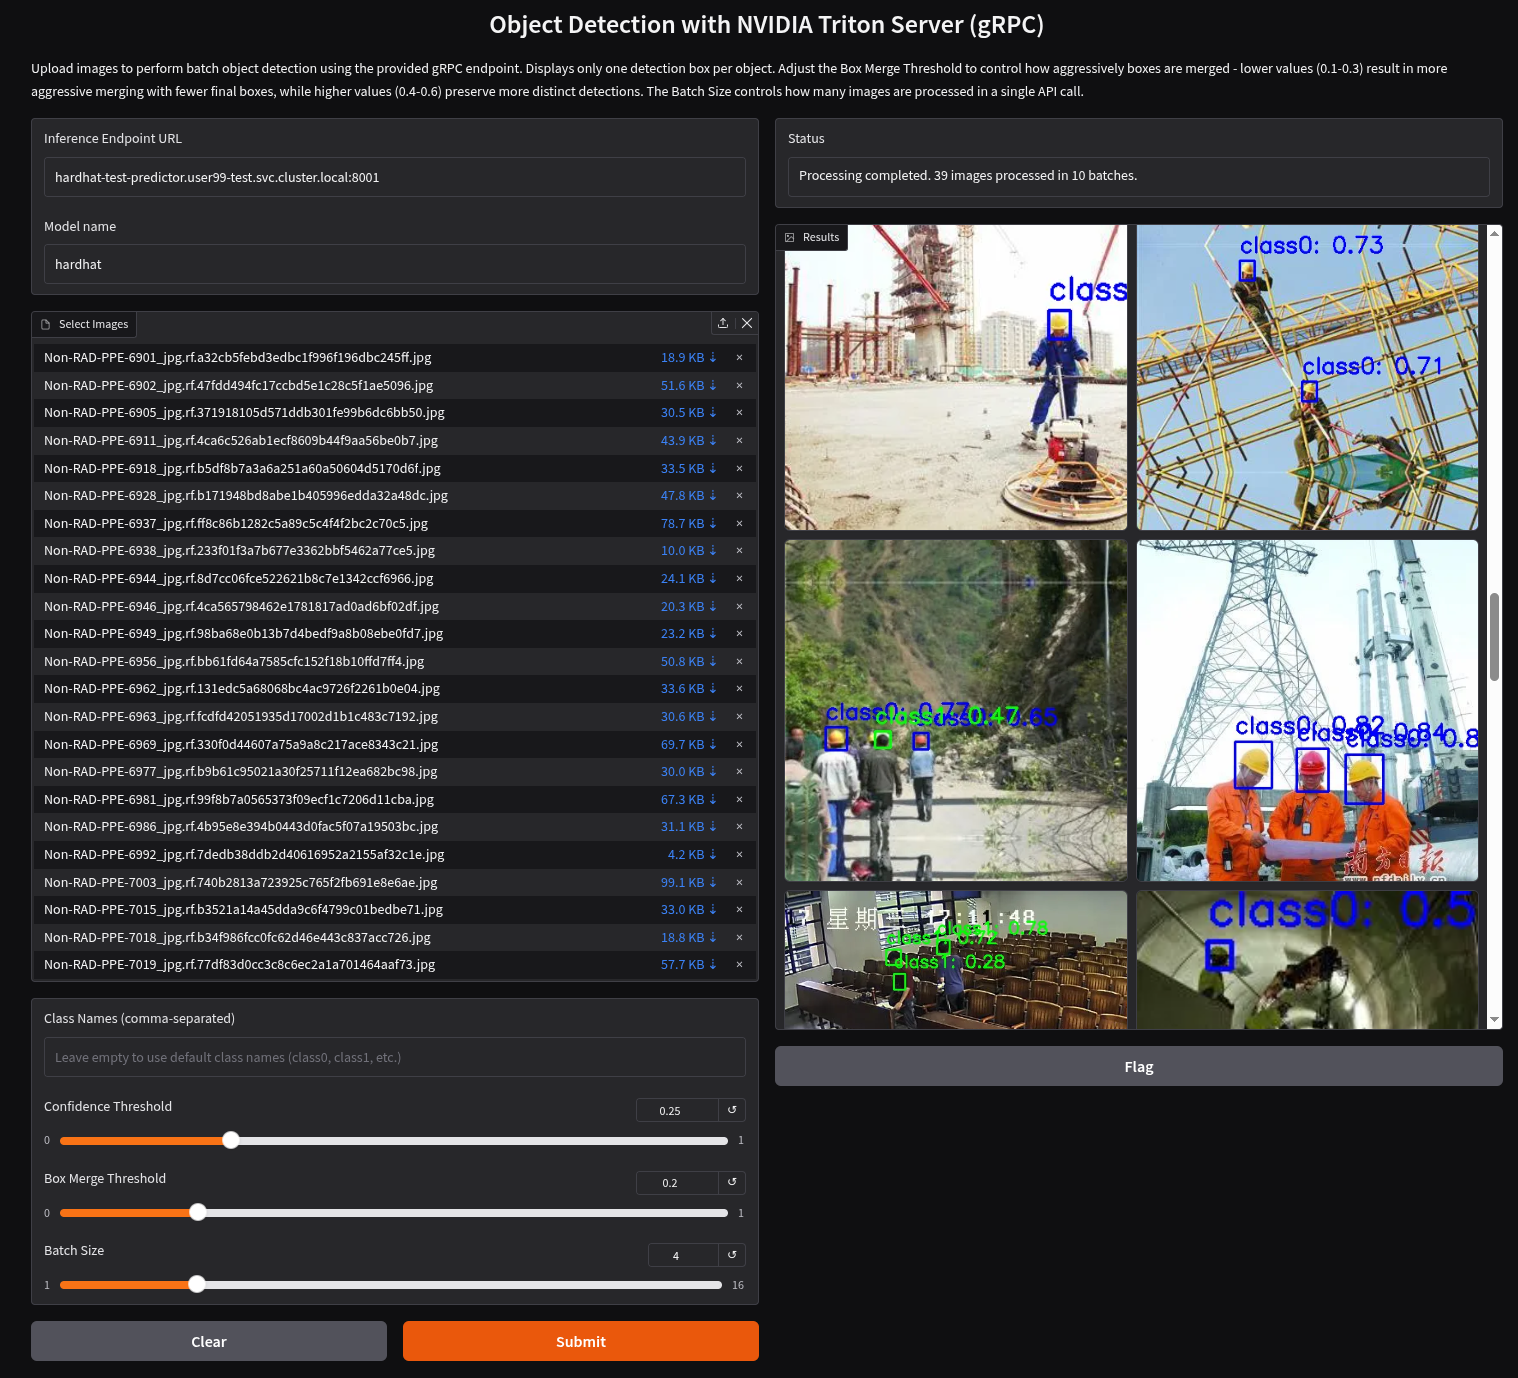 Object Detection with NVIDIA Triton Server (gRPC)
Upload images to perform batch object detection using the provided gRPC endpoint. Displays only one detection box per object. Adjust the Box Merge Threshold to control how aggressively boxes are merged - lower values (0.1-0.3) result in more
aggressive merging with fewer final boxes, while higher values (0.4-0.6) preserve more distinct detections. The Batch Size controls how many images are processed in a single API call.
Inference Endpoint URL
hardhat-test-predictor.user99-test.svc.cluster.local:8001
Model name
hardhat
Select Images
Non-RAD-PPE-6901_jpg.rf.a32cb5febd3edbc1f996f196dbc245ff.jpg 18.9 KB ⇣ ×
Non-RAD-PPE-6902_jpg.rf.47fdd494fc17ccbd5e1c28c5f1ae5096.jpg 51.6 KB ⇣ ×
Non-RAD-PPE-6905_jpg.rf.371918105d571ddb301fe99b6dc6bb50.jpg 30.5 KB ⇣ ×
Non-RAD-PPE-6911_jpg.rf.4ca6c526ab1ecf8609b44f9aa56be0b7.jpg 43.9 KB ⇣ ×
Non-RAD-PPE-6918_jpg.rf.b5df8b7a3a6a251a60a50604d5170d6f.jpg 33.5 KB ⇣ ×
Non-RAD-PPE-6928_jpg.rf.b171948bd8abe1b405996edda32a48dc.jpg 47.8 KB ⇣ ×
Non-RAD-PPE-6937_jpg.rf.ff8c86b1282c5a89c5c4f4f2bc2c70c5.jpg 78.7 KB ⇣ ×
Non-RAD-PPE-6938_jpg.rf.233f01f3a7b677e3362bbf5462a77ce5.jpg 10.0 KB ⇣ ×
Non-RAD-PPE-6944_jpg.rf.8d7cc06fce522621b8c7e1342ccf6966.jpg 24.1 KB ⇣ ×
Non-RAD-PPE-6946_jpg.rf.4ca565798462e1781817ad0ad6bf02df.jpg 20.3 KB ⇣ ×
Non-RAD-PPE-6949_jpg.rf.98ba68e0b13b7d4bedf9a8b08ebe0fd7.jpg 23.2 KB ⇣ ×
Non-RAD-PPE-6956_jpg.rf.bb61fd64a7585cfc152f18b10ffd7ff4.jpg 50.8 KB ⇣ ×
Non-RAD-PPE-6962_jpg.rf.131edc5a68068bc4ac9726f2261b0e04.jpg 33.6 KB ⇣ ×
Non-RAD-PPE-6963_jpg.rf.fcdfd42051935d17002d1b1c483c7192.jpg 30.6 KB ⇣ ×
Non-RAD-PPE-6969_jpg.rf.330f0d44607a75a9a8c217ace8343c21.jpg 69.7 KB ⇣ ×
Non-RAD-PPE-6977_jpg.rf.b9b61c95021a30f25711f12ea682bc98.jpg 30.0 KB ⇣ ×
Non-RAD-PPE-6981_jpg.rf.99f8b7a0565373f09ecf1c7206d11cba.jpg 67.3 KB ⇣ ×
Non-RAD-PPE-6986_jpg.rf.4b95e8e394b0443d0fac5f07a19503bc.jpg 31.1 KB ⇣ ×
Non-RAD-PPE-6992_jpg.rf.7dedb38ddb2d40616952a2155af32c1e.jpg 4.2 KB ⇣ ×
Non-RAD-PPE-7003_jpg.rf.740b2813a723925c765f2fb691e8e6ae.jpg 99.1 KB ⇣ ×
Non-RAD-PPE-7015_jpg.rf.b3521a14a45dda9c6f4799c01bedbe71.jpg 33.0 KB ⇣ ×
Non-RAD-PPE-7018_jpg.rf.b34f986fcc0fc62d46e443c837acc726.jpg 18.8 KB ⇣ ×
Non-RAD-PPE-7019_jpg.rf.77df83d0cc3c8c6ec2a1a701464aaf73.jpg 57.7 KB ⇣ ×
Class Names (comma-separated)
Leave empty to use default class names (class0, class1, etc.)
Confidence Threshold
0.25
0 1
Box Merge Threshold
0.2
0 1
Batch Size
4
1 16
Clear
Submit
Status
Processing completed. 39 images processed in 10 batches.
Results
class
class0: 0.73
class0: 0.71
class0: 0.77
0.47
0.65
class0: 0.82
0.84
class0: 0.8
南方日报
www.nfdaily.cn
星期二 17:11:48
0.78
class 0.72
class1: 0.28
class0: 0.5
Flag